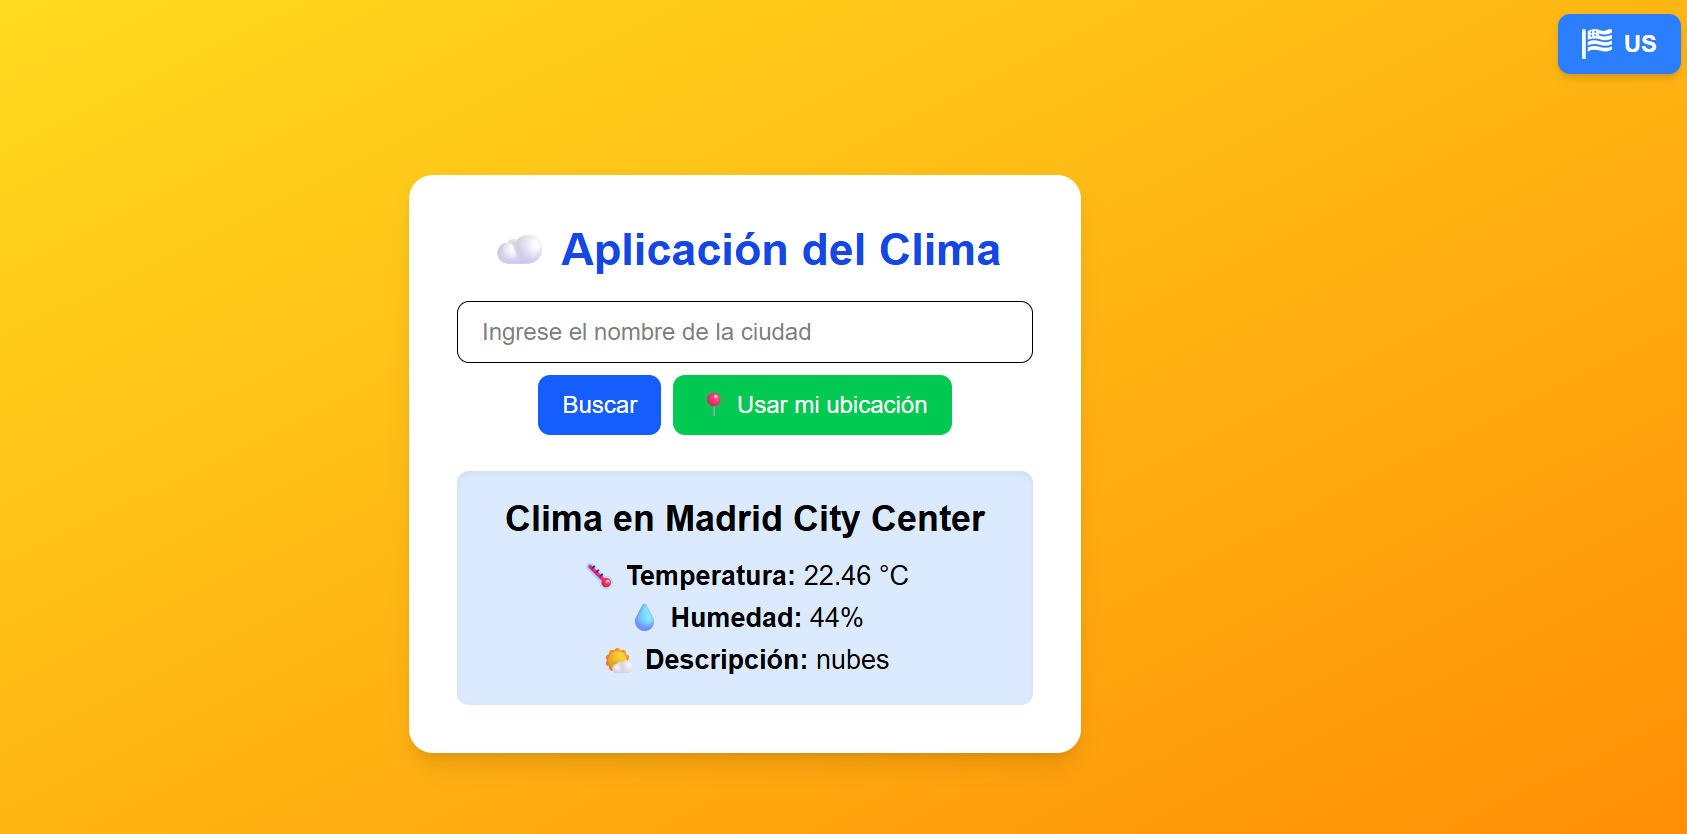 US
Aplicación del Clima
Ingrese el nombre de la ciudad
Buscar
Usar mi ubicación
Clima en Madrid City Center
Temperatura: 22.46 °C
Humedad: 44%
Descripción: nubes